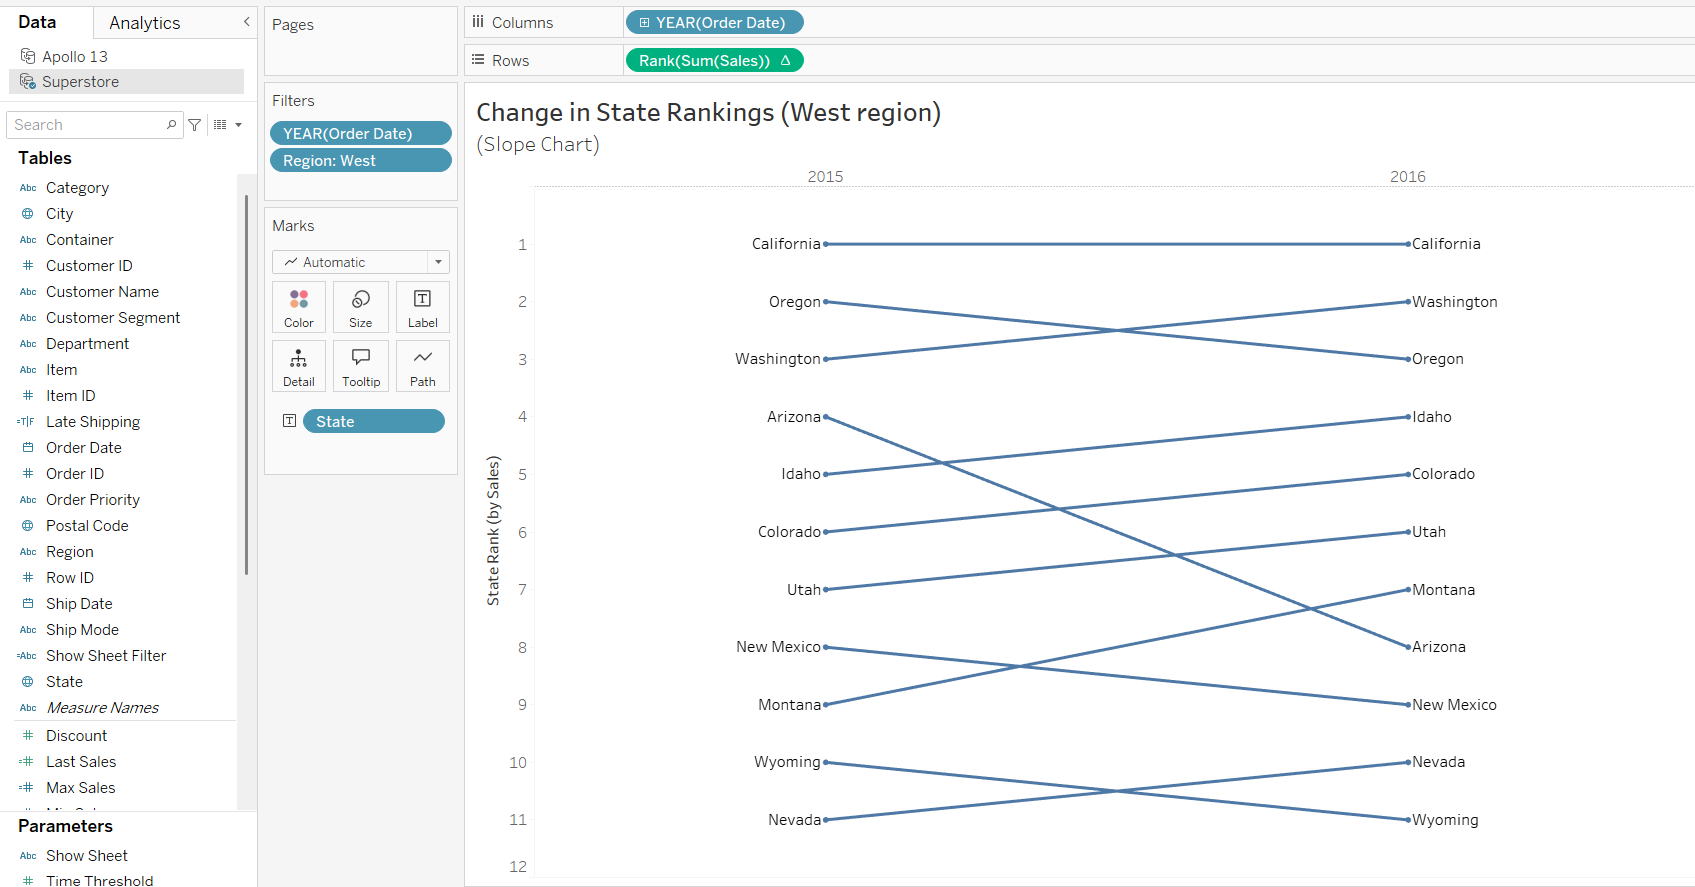 Data
Analytics
Apollo 13
Superstore
Search
Tables
Abc Category
City
Abc Container
# Customer ID
Abc Customer Name
Abc Customer Segment
Abc Department
Abc Item
# Item ID
=T|F Late Shipping
Order Date
# Order ID
Abc Order Priority
Postal Code
Abc Region
# Row ID
Ship Date
Abc Ship Mode
=Abc Show Sheet Filter
State
Abc Measure Names
# Discount
=# Last Sales
=# Max Sales
Parameters
Abc Show Sheet
# Time Threshold
Pages
Filters
YEAR(Order Date)
Region: West
Marks
Automatic
Color Size Label
Detail Tooltip Path
State
Columns YEAR(Order Date)
Rows Rank(Sum(Sales)) Δ
Change in State Rankings (West region)
(Slope Chart)
2015 2016
State Rank (by Sales)
1 California California
2 Oregon Washington
3 Washington Oregon
4 Arizona Idaho
5 Idaho Colorado
6 Colorado Utah
7 Utah Montana
8 New Mexico Arizona
9 Montana New Mexico
10 Wyoming Nevada
11 Nevada Wyoming
12